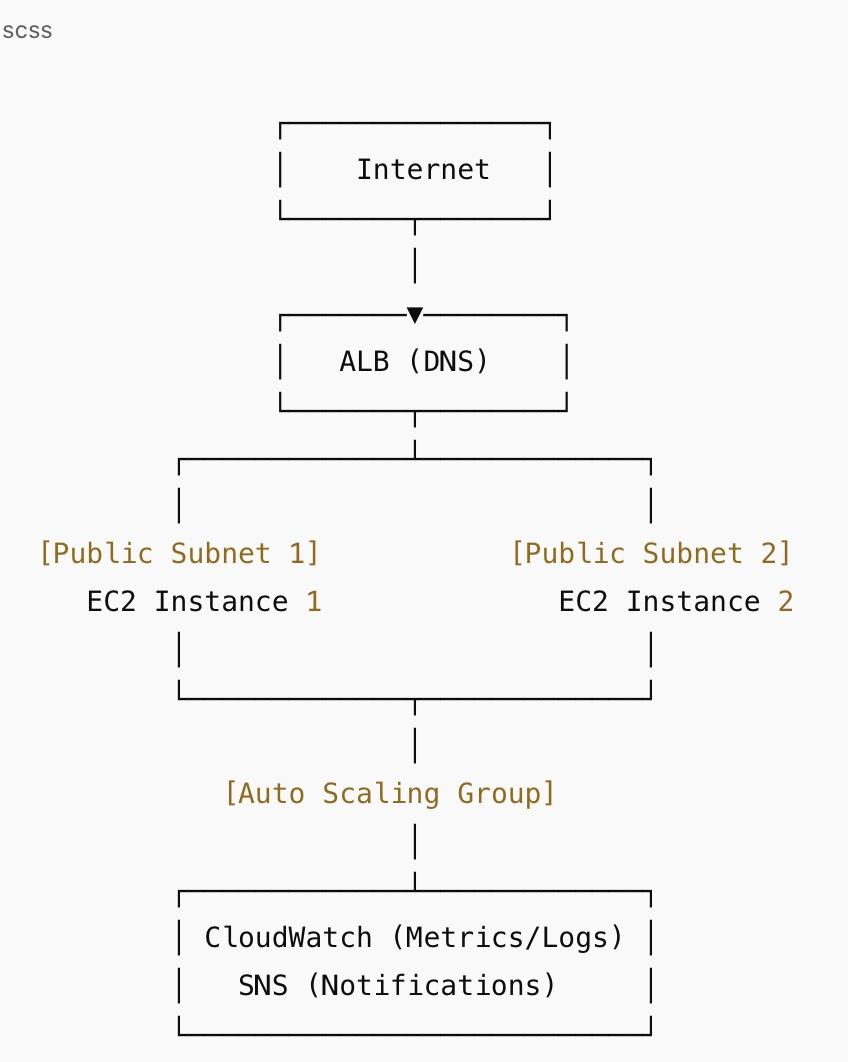 scss
Internet
ALB (DNS)
[Public Subnet 1] [Public Subnet 2]
EC2 Instance 1 EC2 Instance 2
[Auto Scaling Group]
CloudWatch (Metrics/Logs)
SNS (Notifications)